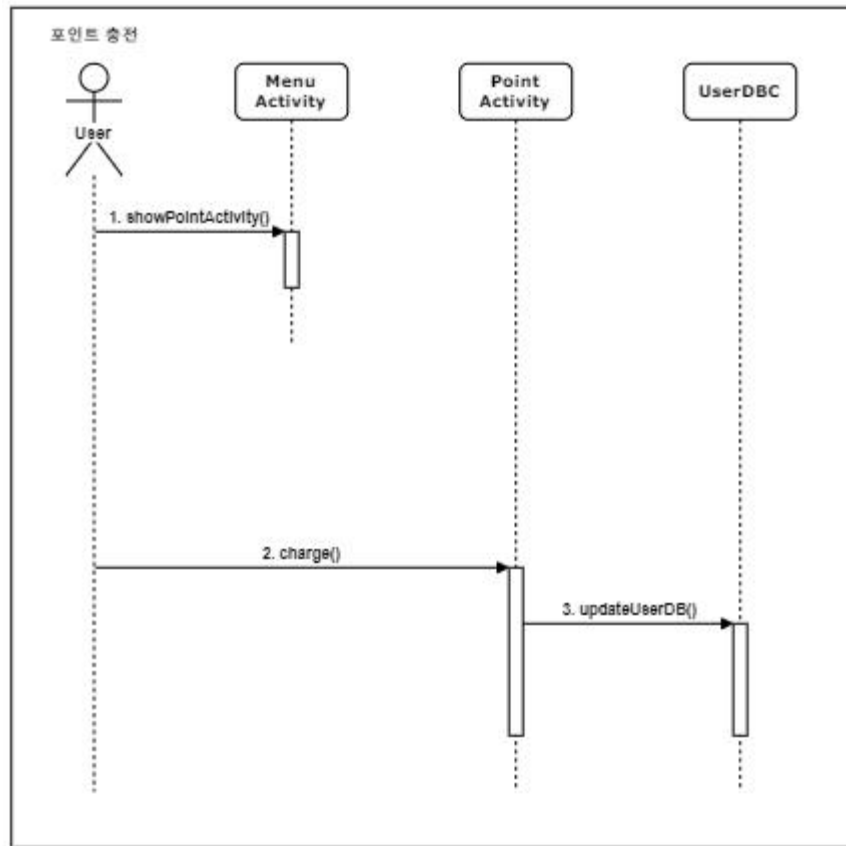 포인트 충전
User
Menu
Activity
Point
Activity
UserDBC
1. showPointActivity()
2. charge()
3. updateUserDB()